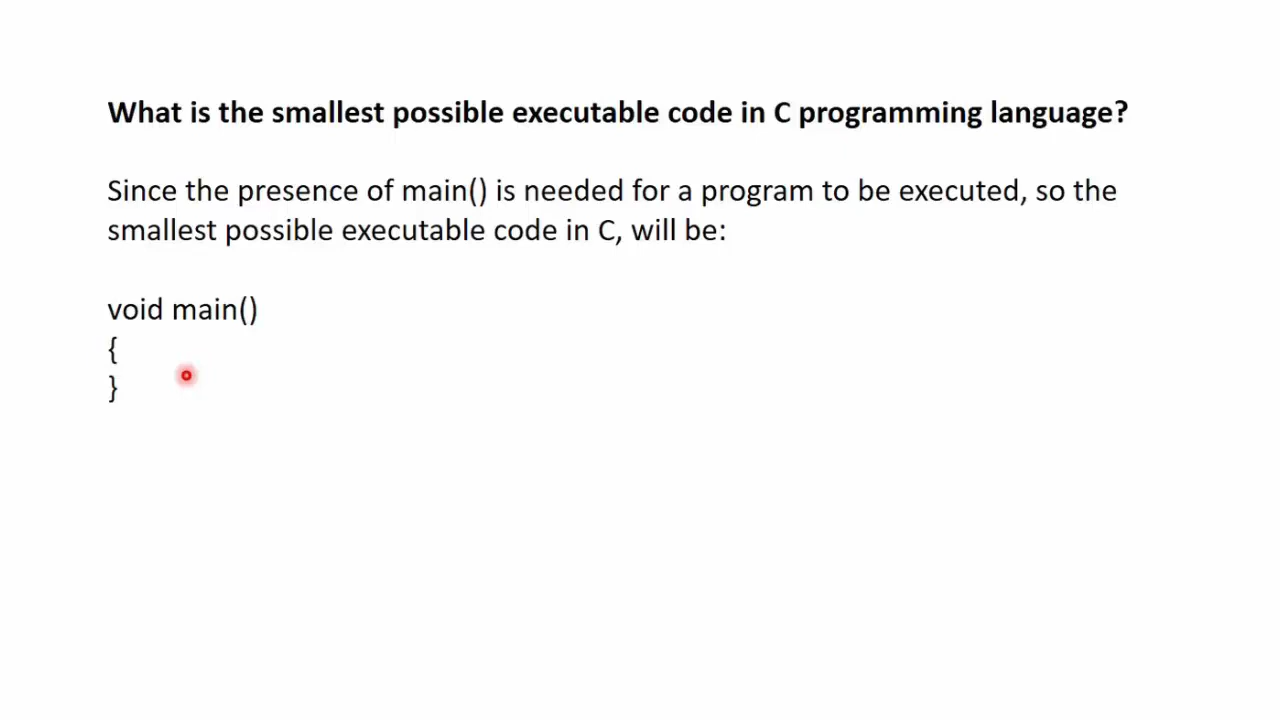 What is the smallest possible executable code in C programming language?
Since the presence of main() is needed for a program to be executed, so the
smallest possible executable code in C, will be:
void main()
{
}